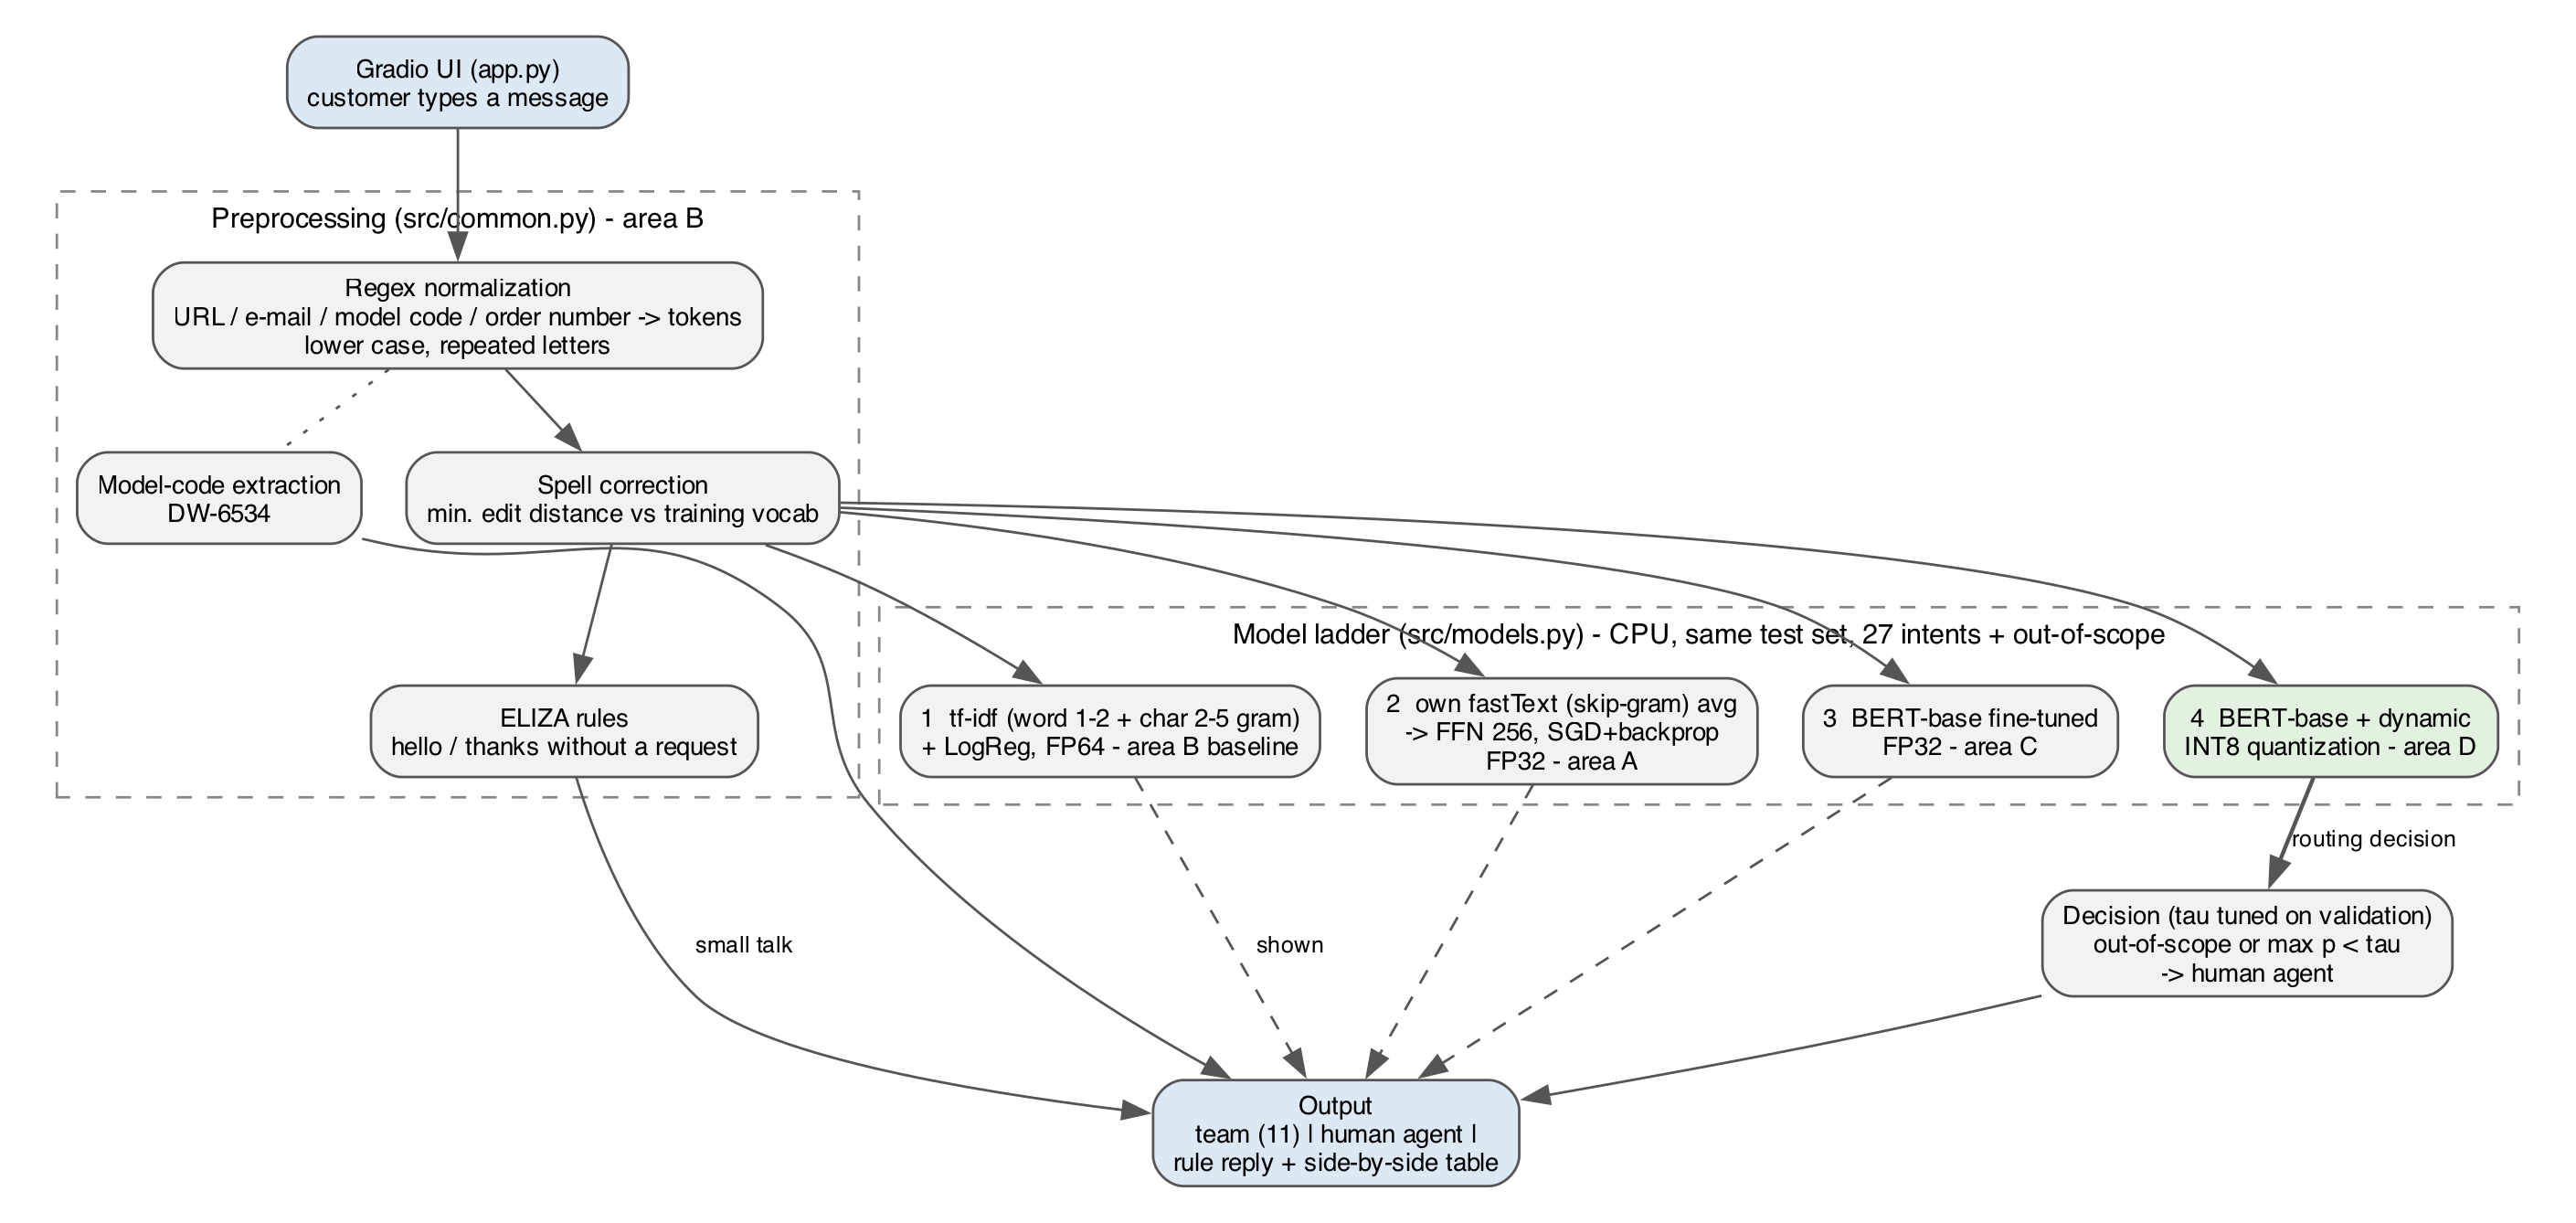 Gradio UI (app.py)
customer types a message
Preprocessing (src/common.py) - area B
Regex normalization
URL / e-mail / model code / order number -> tokens
lower case, repeated letters
Model-code extraction
DW-6534
Spell correction
min. edit distance vs training vocab
Model ladder (src/models.py) - CPU, same test set, 27 intents + out-of-scope
ELIZA rules
hello / thanks without a request
1  tf-idf (word 1-2 + char 2-5 gram)
+ LogReg, FP64 - area B baseline
2  own fastText (skip-gram) avg
-> FFN 256, SGD+backprop
FP32 - area A
3  BERT-base fine-tuned
FP32 - area C
4  BERT-base + dynamic
INT8 quantization - area D
routing decision
small talk
shown
Decision (tau tuned on validation)
out-of-scope or max p < tau
-> human agent
Output
team (11) | human agent |
rule reply + side-by-side table